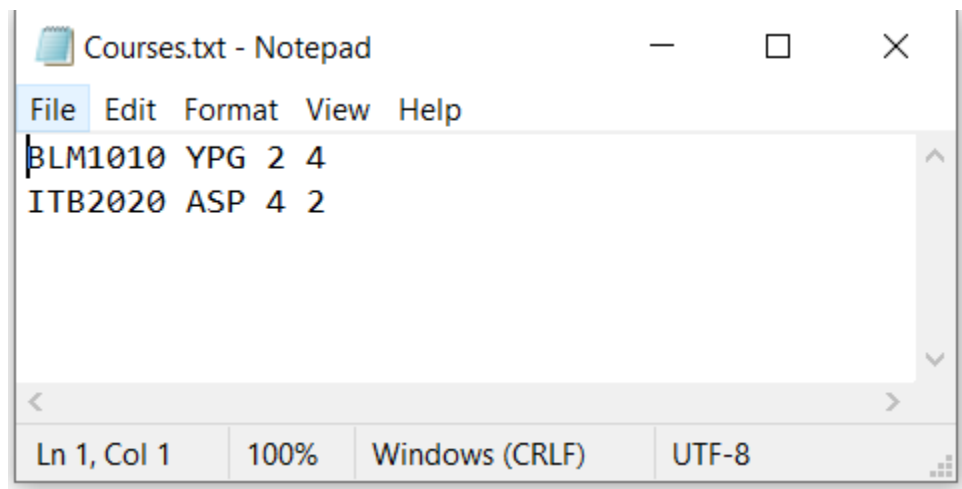 Courses.txt - Notepad
File Edit Format View Help
BLM1010 YPG 2 4
ITB2020 ASP 4 2
Ln 1, Col 1 100% Windows (CRLF) UTF-8